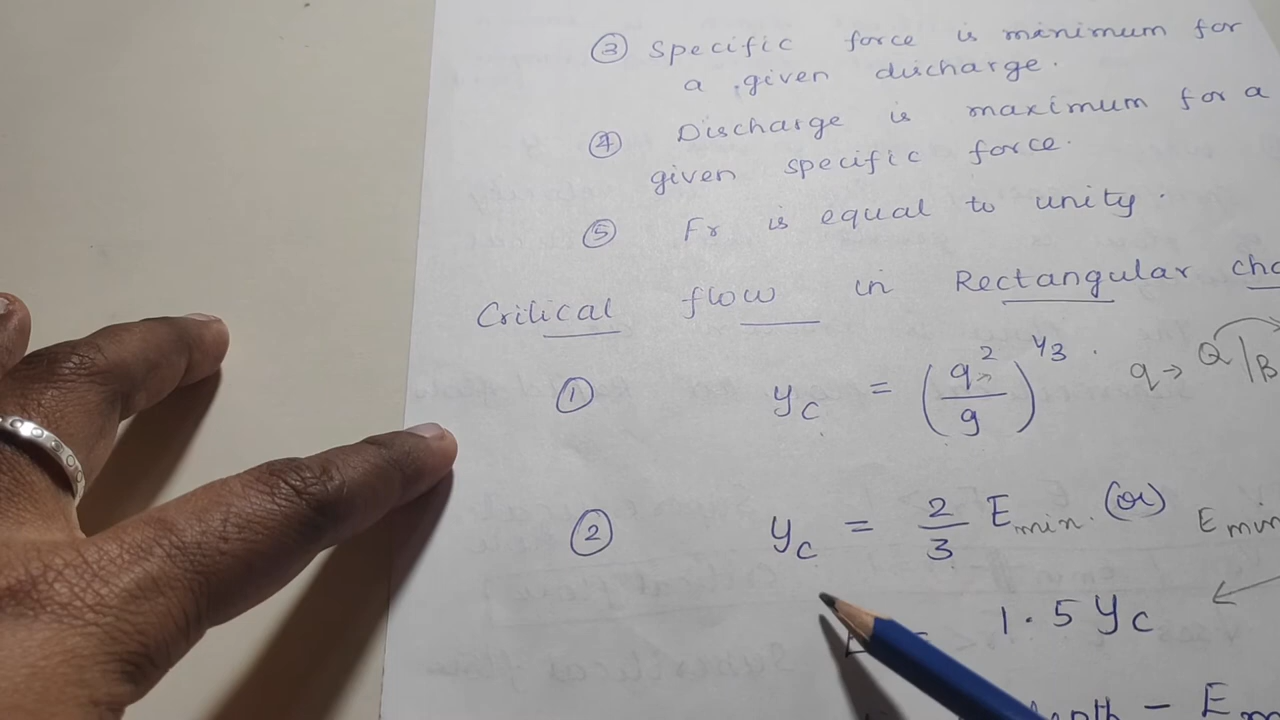 ③ Specific force is minimum for
a given discharge.
④ Discharge is maximum for a
given specific force.
⑤ Fr is equal to unity.
Critical flow in Rectangular
① yc = (q²/g)^1/3 . q → Q/B
② yc = 2/3 Emin. (or) Emin
= 1.5 yc